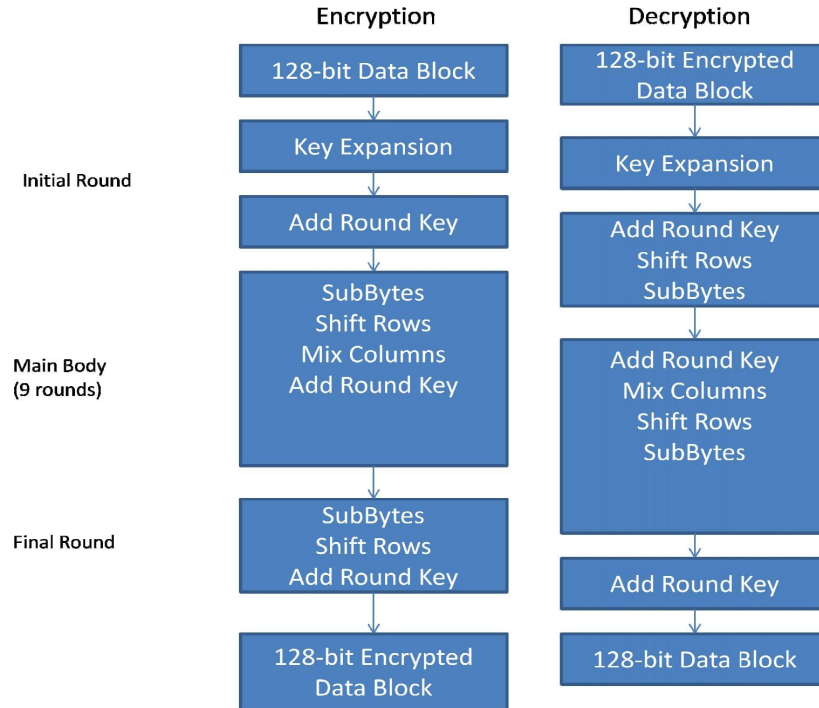 Encryption
128-bit Data Block
Key Expansion
Initial Round
Add Round Key
SubBytes
Shift Rows
Mix Columns
Add Round Key
Main Body
(9 rounds)
SubBytes
Shift Rows
Add Round Key
Final Round
128-bit Encrypted
Data Block
Decryption
128-bit Encrypted
Data Block
Key Expansion
Add Round Key
Shift Rows
SubBytes
Add Round Key
Mix Columns
Shift Rows
SubBytes
Add Round Key
128-bit Data Block